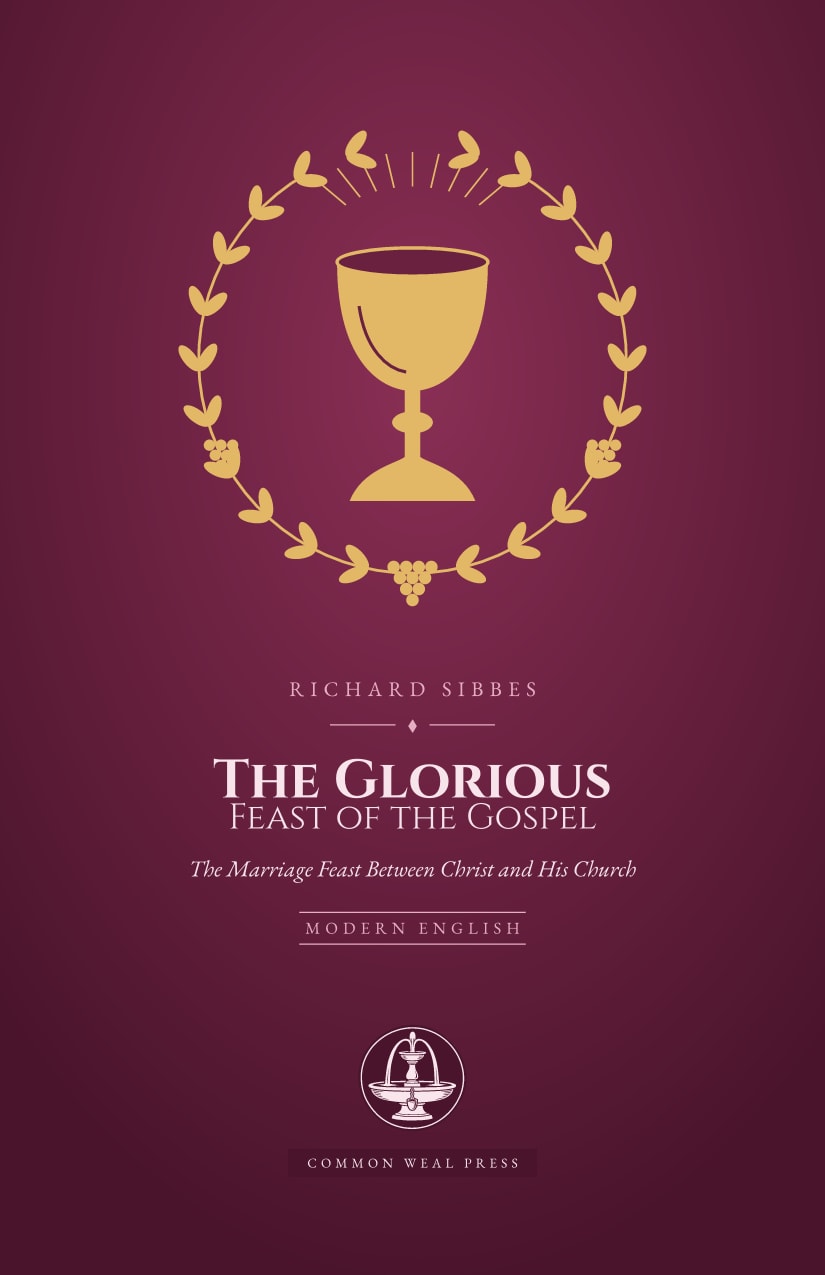 RICHARD SIBBES
THE GLORIOUS
FEAST OF THE GOSPEL
The Marriage Feast Between Christ and His Church
MODERN ENGLISH
COMMON WEAL PRESS